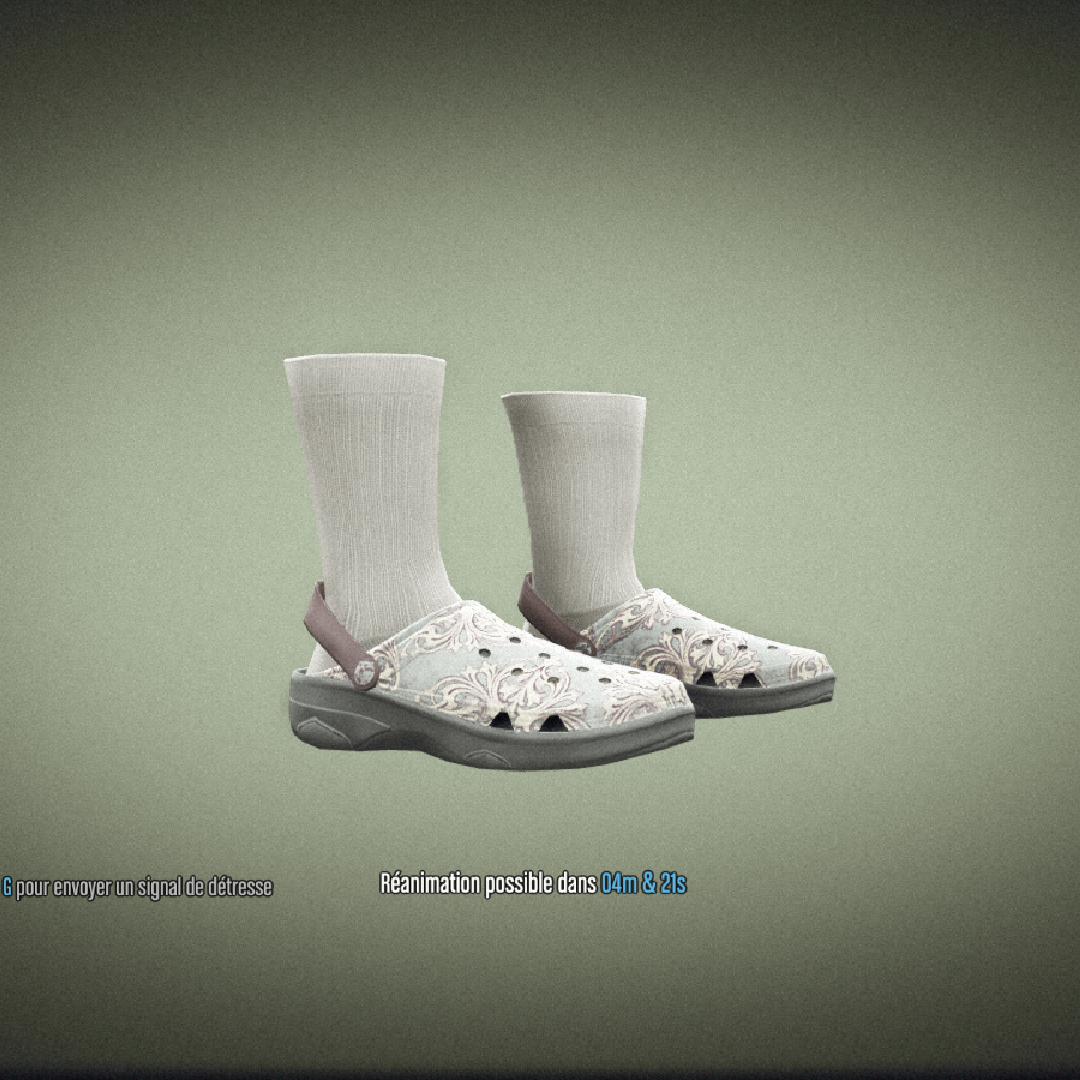 G pour envoyer un signal de détresse
Réanimation possible dans 04m & 21s